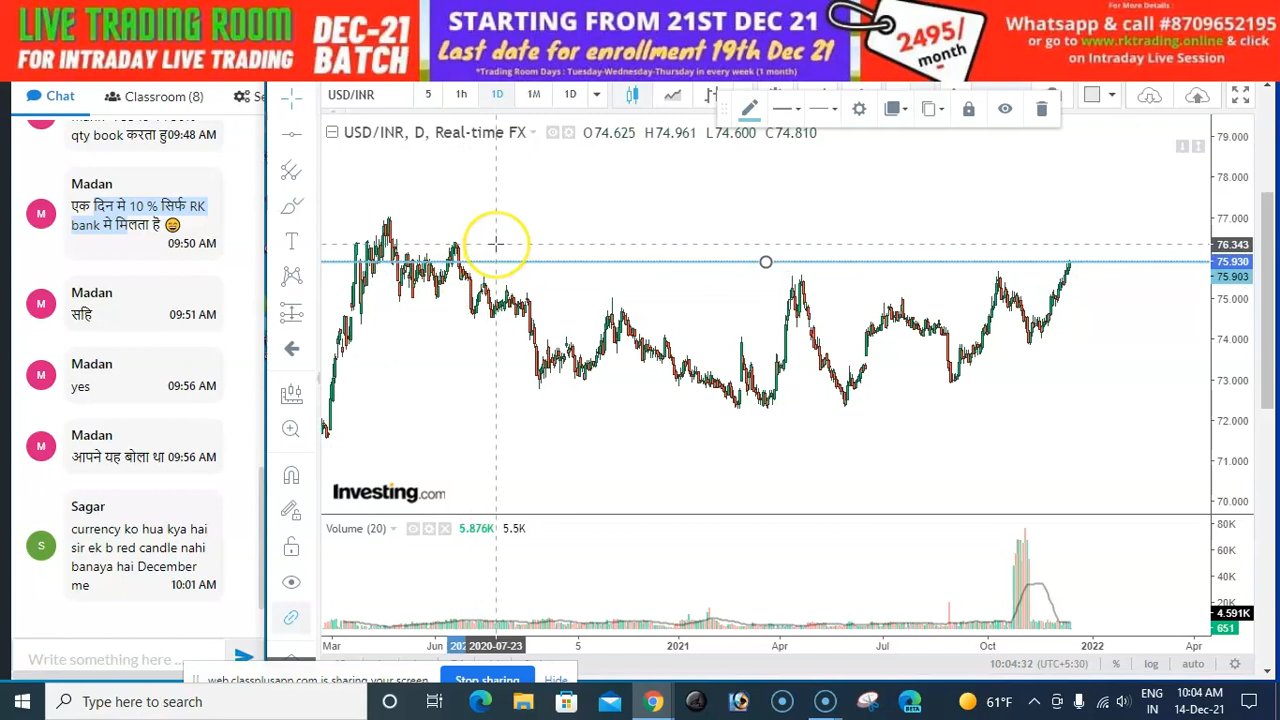 LIVE TRADING ROOM
FOR INTRADAY LIVE TRADING
DEC-21
BATCH
STARTING FROM 21ST DEC 21
Last date for enrollment 19th Dec 21
*Trading Room Days : Tuesday-Wednesday-Thursday in every week (1 month)
2495/
month
For More Details :
Whatsapp & call #8709652195
or go to www.rktrading.online & click
on Intraday Live Session
Chat
Classroom (8)
qty book करता हु
09:48 AM
Madan
M
एक दिन मे 10 % सिर्फ RK
bank मे मिलता हे 😄
09:50 AM
Madan
M
सहि
09:51 AM
Madan
M
yes
09:56 AM
Madan
M
आपने यह बोला था
09:56 AM
Sagar
S
currency ko hua kya hai
sir ek b red candle nahi
banaya hai December
me
10:01 AM
Write something here ...
USD/INR
5
1h
1D
1M
1D
USD/INR, D, Real-time FX
O74.625 H74.961 L74.600 C74.810
79.000
78.000
77.000
76.343
75.930
75.903
75.000
74.000
73.000
72.000
71.000
70.000
Investing.com
Volume (20)
5.876K
5.5K
80K
60K
40K
20K
4.591K
651
Mar
Jun
2020-07-23
5
2021
Apr
Jul
Oct
2022
Apr
10:04:32 (UTC+5:30)
%
log
auto
web.classplusapp.com is sharing your screen.
Stop sharing
Hide
Type here to search
BETA
61°F
ENG
IN
10:04 AM
14-Dec-21